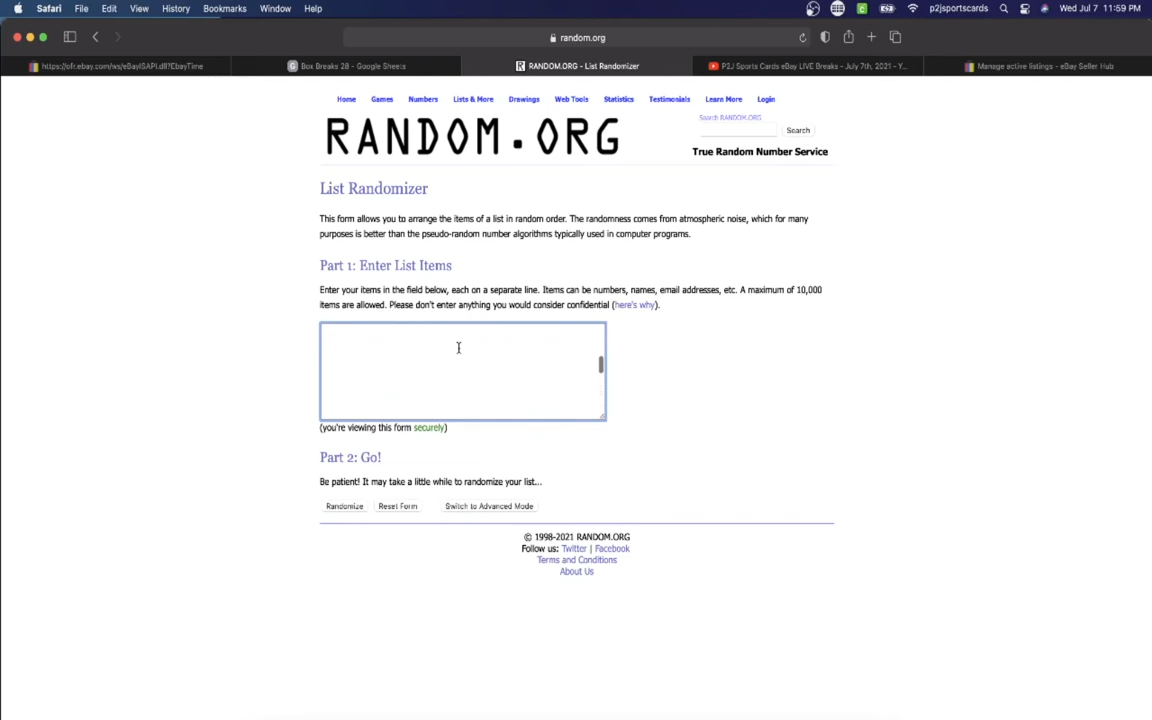 Safari File Edit View History Bookmarks Window Help p2jsportscards Wed Jul 7 11:59 PM
random.org
https://ofr.ebay.com/ws/eBayISAPI.dll?EbayTime Box Breaks 28 - Google Sheets RANDOM.ORG - List Randomizer P2J Sports Cards eBay LIVE Breaks - July 7th, 2021 - Y... Manage active listings - eBay Seller Hub
Home Games Numbers Lists & More Drawings Web Tools Statistics Testimonials Learn More Login
RANDOM.ORG
Search RANDOM.ORG
Search
True Random Number Service
List Randomizer
This form allows you to arrange the items of a list in random order. The randomness comes from atmospheric noise, which for many
purposes is better than the pseudo-random number algorithms typically used in computer programs.
Part 1: Enter List Items
Enter your items in the field below, each on a separate line. Items can be numbers, names, email addresses, etc. A maximum of 10,000
items are allowed. Please don't enter anything you would consider confidential (here's why).
(you're viewing this form securely)
Part 2: Go!
Be patient! It may take a little while to randomize your list...
Randomize Reset Form Switch to Advanced Mode
© 1998-2021 RANDOM.ORG
Follow us: Twitter | Facebook
Terms and Conditions
About Us